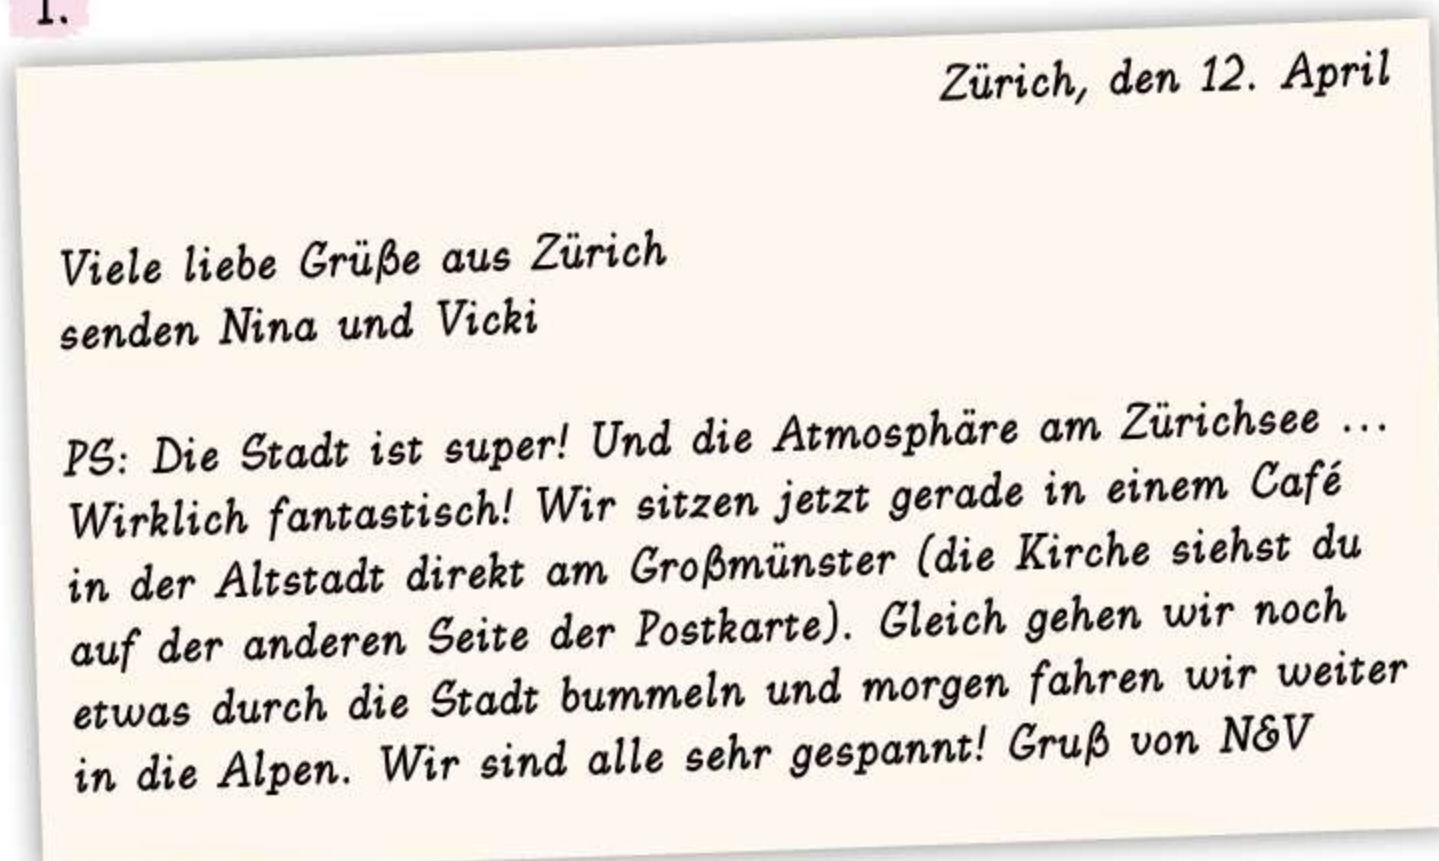 1.
Zürich, den 12. April
Viele liebe Grüße aus Zürich
senden Nina und Vicki
PS: Die Stadt ist super! Und die Atmosphäre am Zürichsee ...
Wirklich fantastisch! Wir sitzen jetzt gerade in einem Café
in der Altstadt direkt am Großmünster (die Kirche siehst du
auf der anderen Seite der Postkarte). Gleich gehen wir noch
etwas durch die Stadt bummeln und morgen fahren wir weiter
in die Alpen. Wir sind alle sehr gespannt! Gruß von N&V